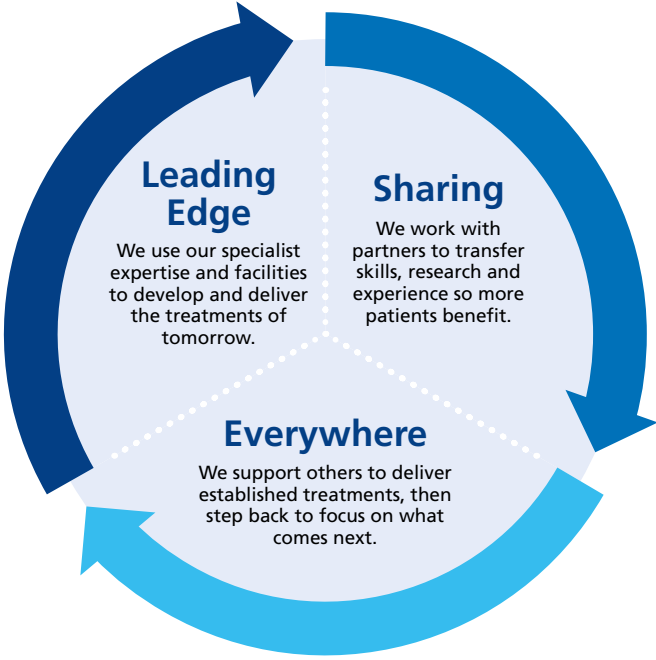 Leading
Edge
We use our specialist
expertise and facilities
to develop and deliver
the treatments of
tomorrow.
Sharing
We work with
partners to transfer
skills, research and
experience so more
patients benefit.
Everywhere
We support others to deliver
established treatments, then
step back to focus on what
comes next.